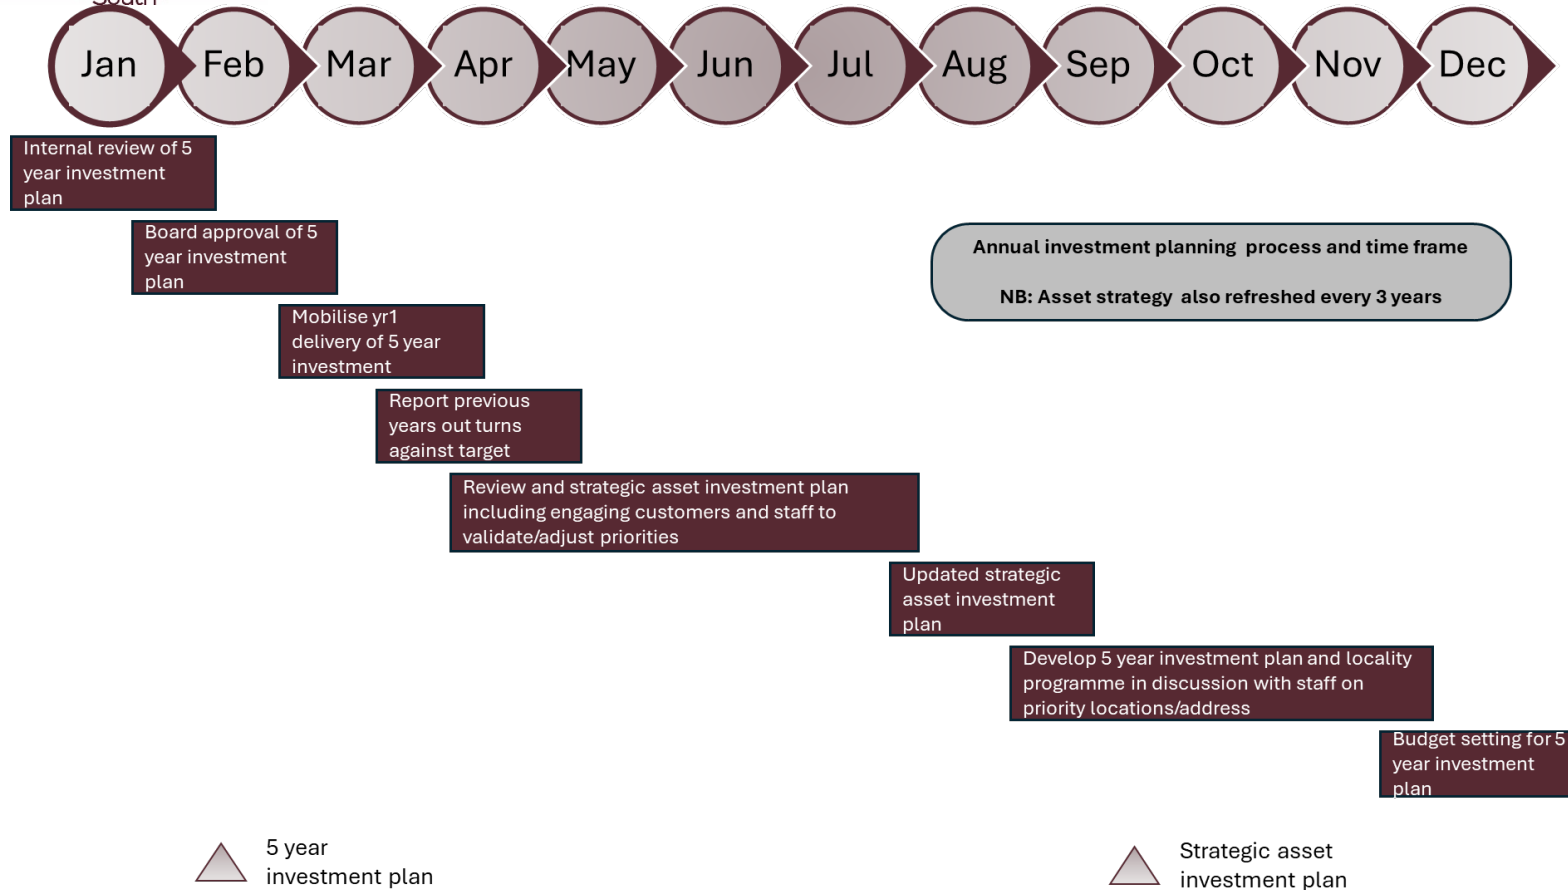 South
Jan Feb Mar Apr May Jun Jul Aug Sep Oct Nov Dec
Internal review of 5
year investment
plan
Board approval of 5
year investment
plan
Annual investment planning process and time frame
NB: Asset strategy also refreshed every 3 years
Mobilise yr1
delivery of 5 year
investment
Report previous
years out turns
against target
Review and strategic asset investment plan
including engaging customers and staff to
validate/adjust priorities
Updated strategic
asset investment
plan
Develop 5 year investment plan and locality
programme in discussion with staff on
priority locations/address
Budget setting for 5
year investment
plan
5 year
investment plan
Strategic asset
investment plan